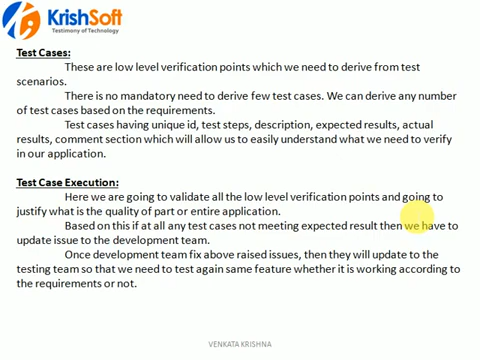 KrishSoft
Testimony of Technology
Test Cases:
These are low level verification points which we need to derive from test
scenarios.
There is no mandatory need to derive few test cases. We can derive any number
of test cases based on the requirements.
Test cases having unique id, test steps, description, expected results, actual
results, comment section which will allow us to easily understand what we need to verify
in our application.
Test Case Execution:
Here we are going to validate all the low level verification points and going to
justify what is the quality of part or entire application.
Based on this if at all any test cases not meeting expected result then we have to
update issue to the development team.
Once development team fix above raised issues, then they will update to the
testing team so that we need to test again same feature whether it is working according to
the requirements or not.
VENKATA KRISHNA